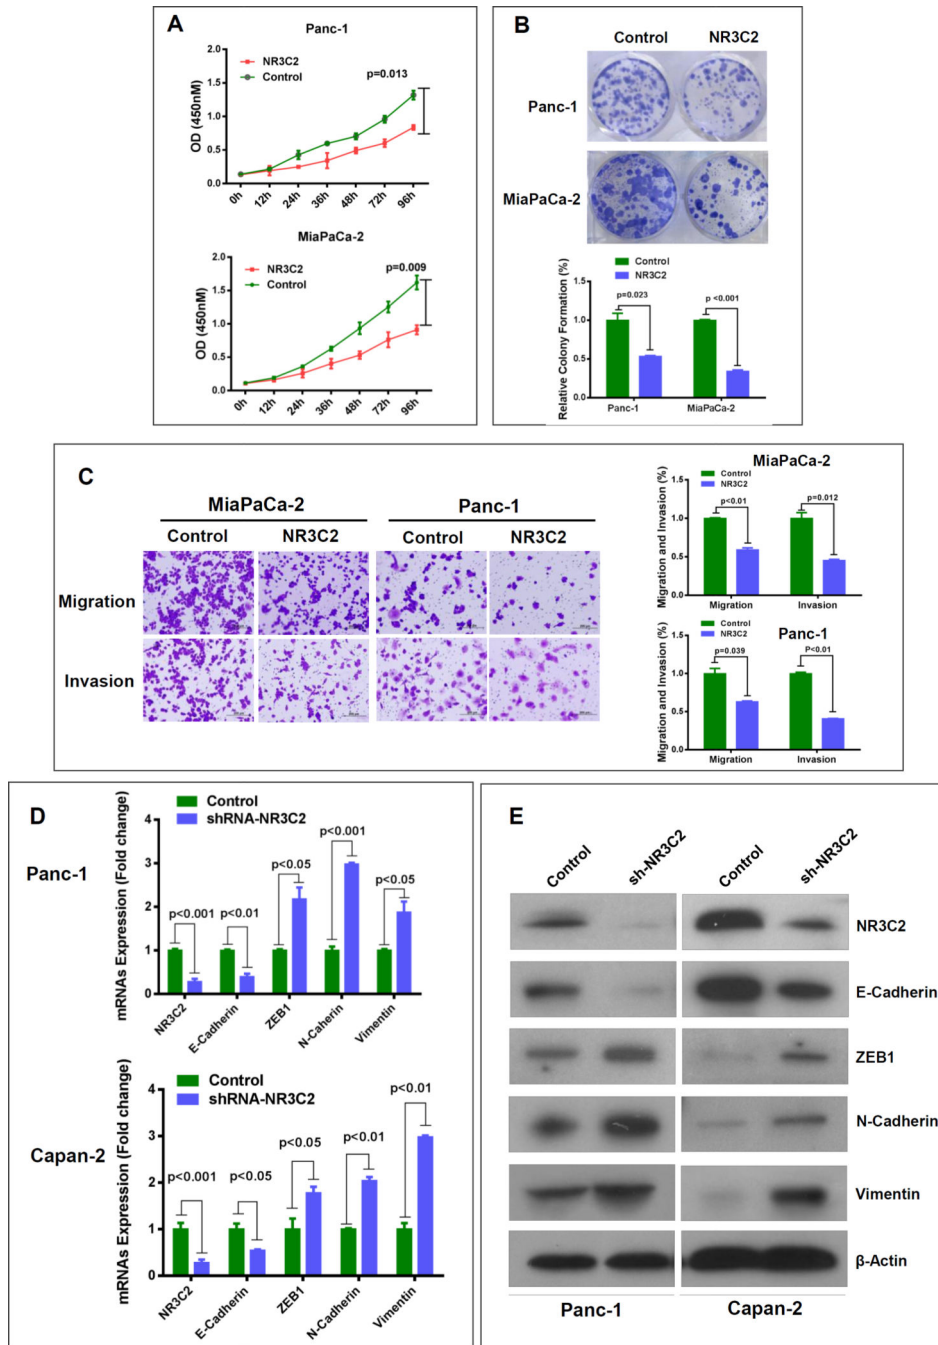 A
Panc-1
NR3C2
Control
p=0.013
OD (450nM)
2.0
1.5
1.0
0.5
0.0
0h
12h
24h
36h
48h
72h
96h
MiaPaCa-2
NR3C2
Control
p=0.009
OD (450nM)
2.0
1.5
1.0
0.5
0.0
0h
12h
24h
36h
48h
72h
96h
B
Control NR3C2
Panc-1
MiaPaCa-2
Control
NR3C2
Relative Colony Formation (%)
1.5
1.0
0.5
0.0
p=0.023
p <0.001
Panc-1
MiaPaCa-2
C
MiaPaCa-2 Panc-1
Control NR3C2 Control NR3C2
Migration
Invasion
MiaPaCa-2
Control
NR3C2
Migration and Invasion (%)
1.5
1.0
0.5
0.0
p<0.01
p=0.012
Migration
Invasion
Panc-1
Control
NR3C2
Migration and Invasion (%)
1.5
1.0
0.5
0.0
p=0.039
P<0.01
Migration
Invasion
D
Panc-1
Control
shRNA-NR3C2
mRNAs Expression (Fold change)
4
3
2
1
0
p<0.001
p<0.01
p<0.05
p<0.001
p<0.05
NR3C2
E-Cadherin
ZEB1
N-Caherin
Vimentin
Capan-2
Control
shRNA-NR3C2
mRNAs Expression (Fold change)
4
3
2
1
0
p<0.001
p<0.05
p<0.05
p<0.01
p<0.01
NR3C2
E-Cadherin
ZEB1
N-Cadherin
Vimentin
E
Control sh-NR3C2 Control sh-NR3C2
NR3C2
E-Cadherin
ZEB1
N-Cadherin
Vimentin
β-Actin
Panc-1 Capan-2